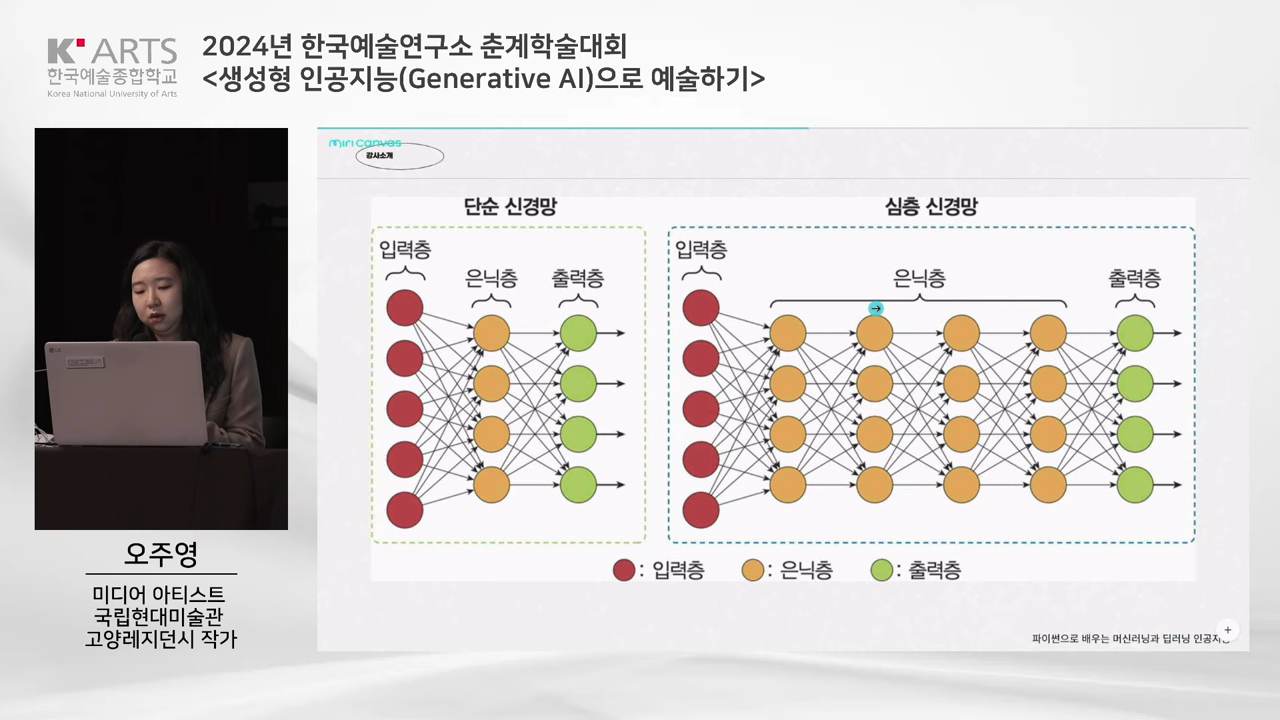 K ARTS
한국예술종합학교
Korea National University of Arts
2024년 한국예술연구소 춘계학술대회
<생성형 인공지능(Generative AI)으로 예술하기>
miri canvas
강사소개
단순 신경망
심층 신경망
입력층
은닉층
출력층
입력층
은닉층
출력층
: 입력층
: 은닉층
: 출력층
파이썬으로 배우는 머신러닝과 딥러닝
LG
오주영
미디어 아티스트
국립현대미술관
고양레지던시 작가